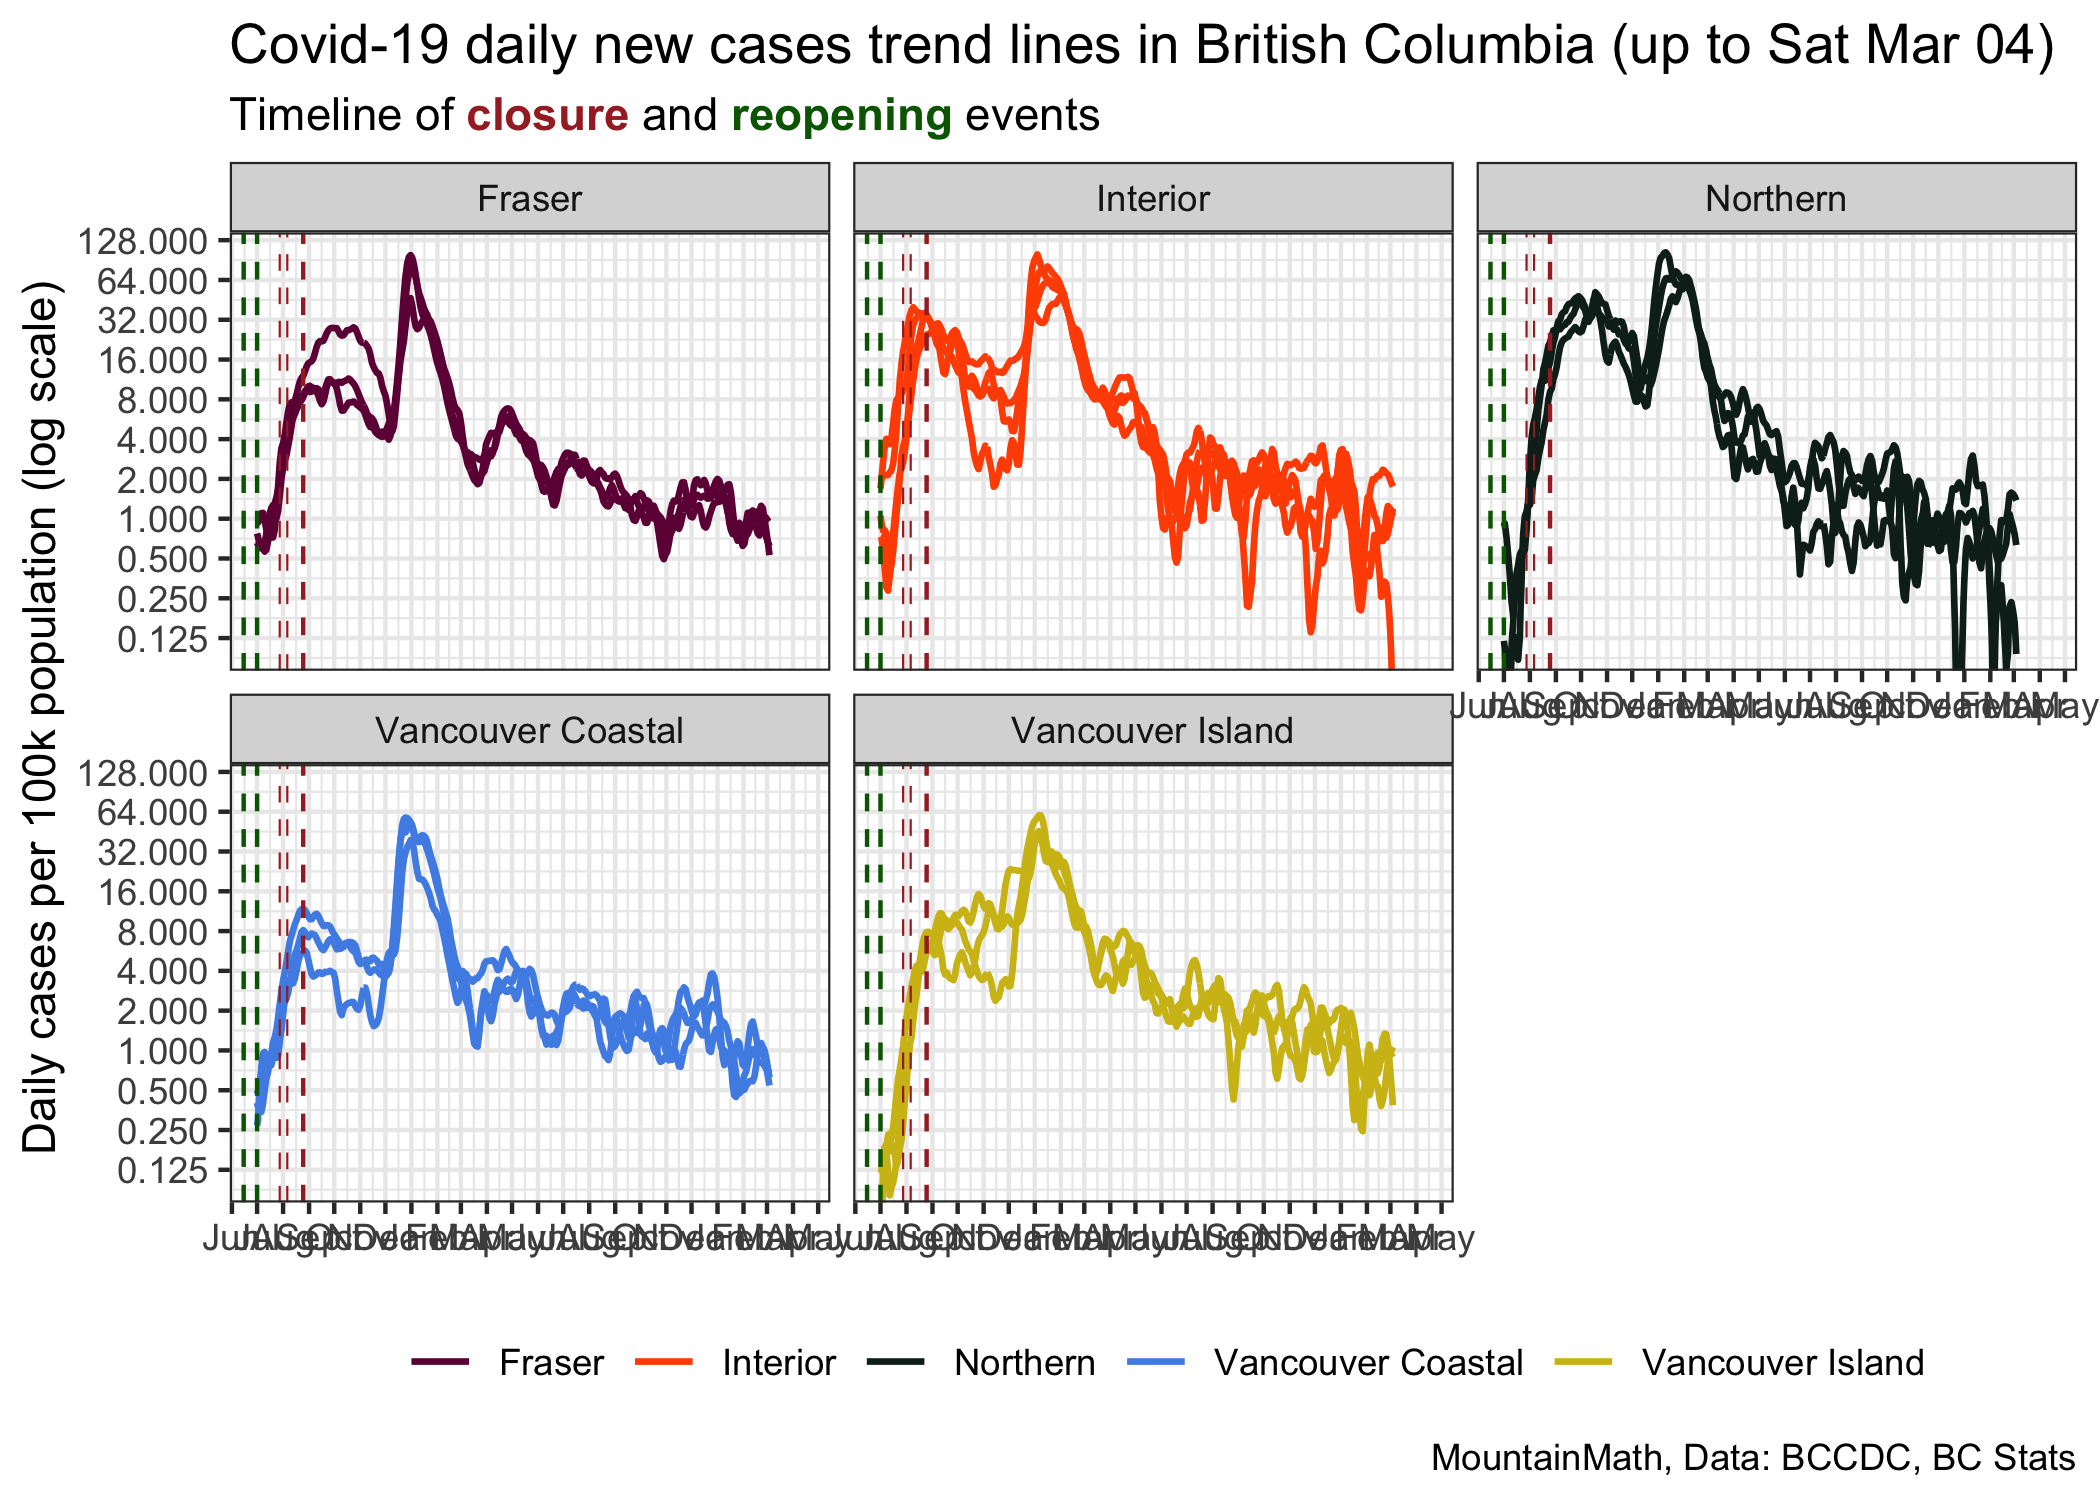 Covid-19 daily new cases trend lines in British Columbia (up to Sat Mar 04)
Timeline of closure and reopening events
Daily cases per 100k population (log scale)
Fraser
Interior
Northern
128.000
64.000
32.000
16.000
8.000
4.000
2.000
1.000
0.500
0.250
0.125
Vancouver Coastal
Vancouver Island
128.000
64.000
32.000
16.000
8.000
4.000
2.000
1.000
0.500
0.250
0.125
Fraser
Interior
Northern
Vancouver Coastal
Vancouver Island
MountainMath, Data: BCCDC, BC Stats